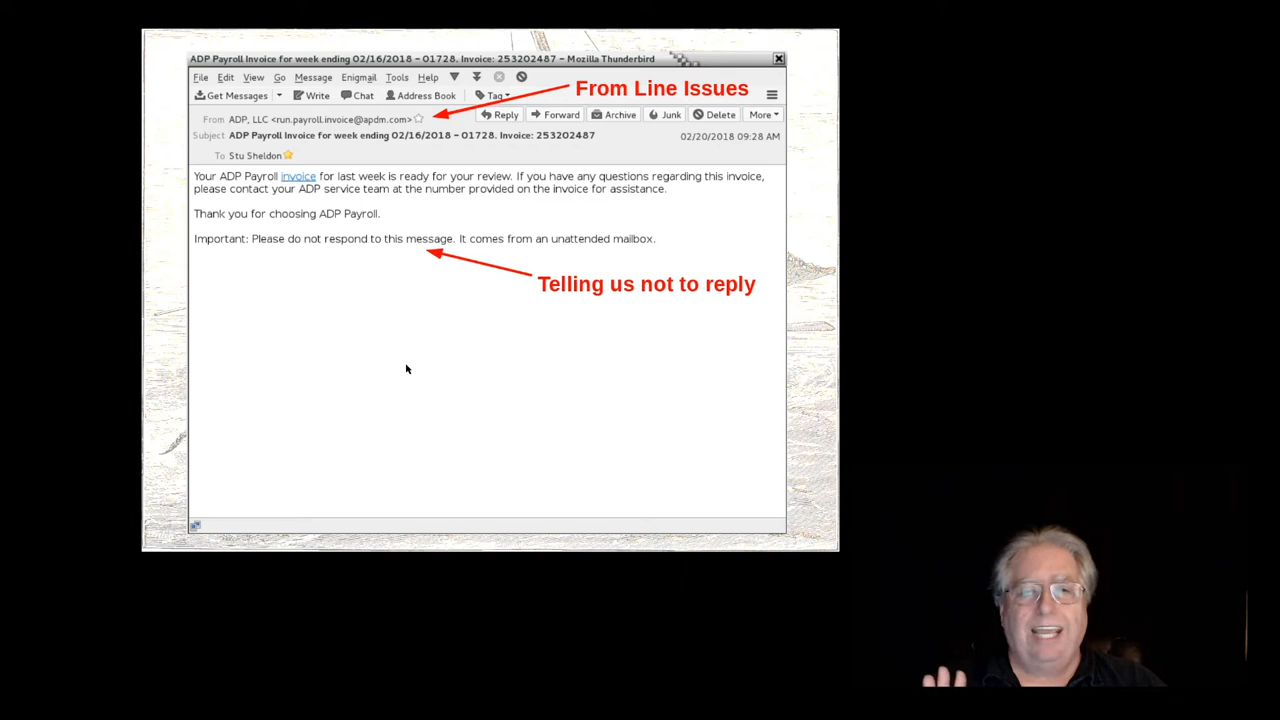 ADP Payroll Invoice for week ending 02/16/2018 – 01728. Invoice: 253202487 – Mozilla Thunderbird
File Edit View Go Message Enigmail Tools Help
From Line Issues
Get Messages Write Chat Address Book Tag
From ADP, LLC <run.payroll.invoice@apdm.com>
Reply Forward Archive Junk Delete More
Subject ADP Payroll Invoice for week ending 02/16/2018 – 01728. Invoice: 253202487
02/20/2018 09:28 AM
To Stu Sheldon
Your ADP Payroll invoice for last week is ready for your review. If you have any questions regarding this invoice,
please contact your ADP service team at the number provided on the invoice for assistance.
Thank you for choosing ADP Payroll.
Important: Please do not respond to this message. It comes from an unattended mailbox.
Telling us not to reply